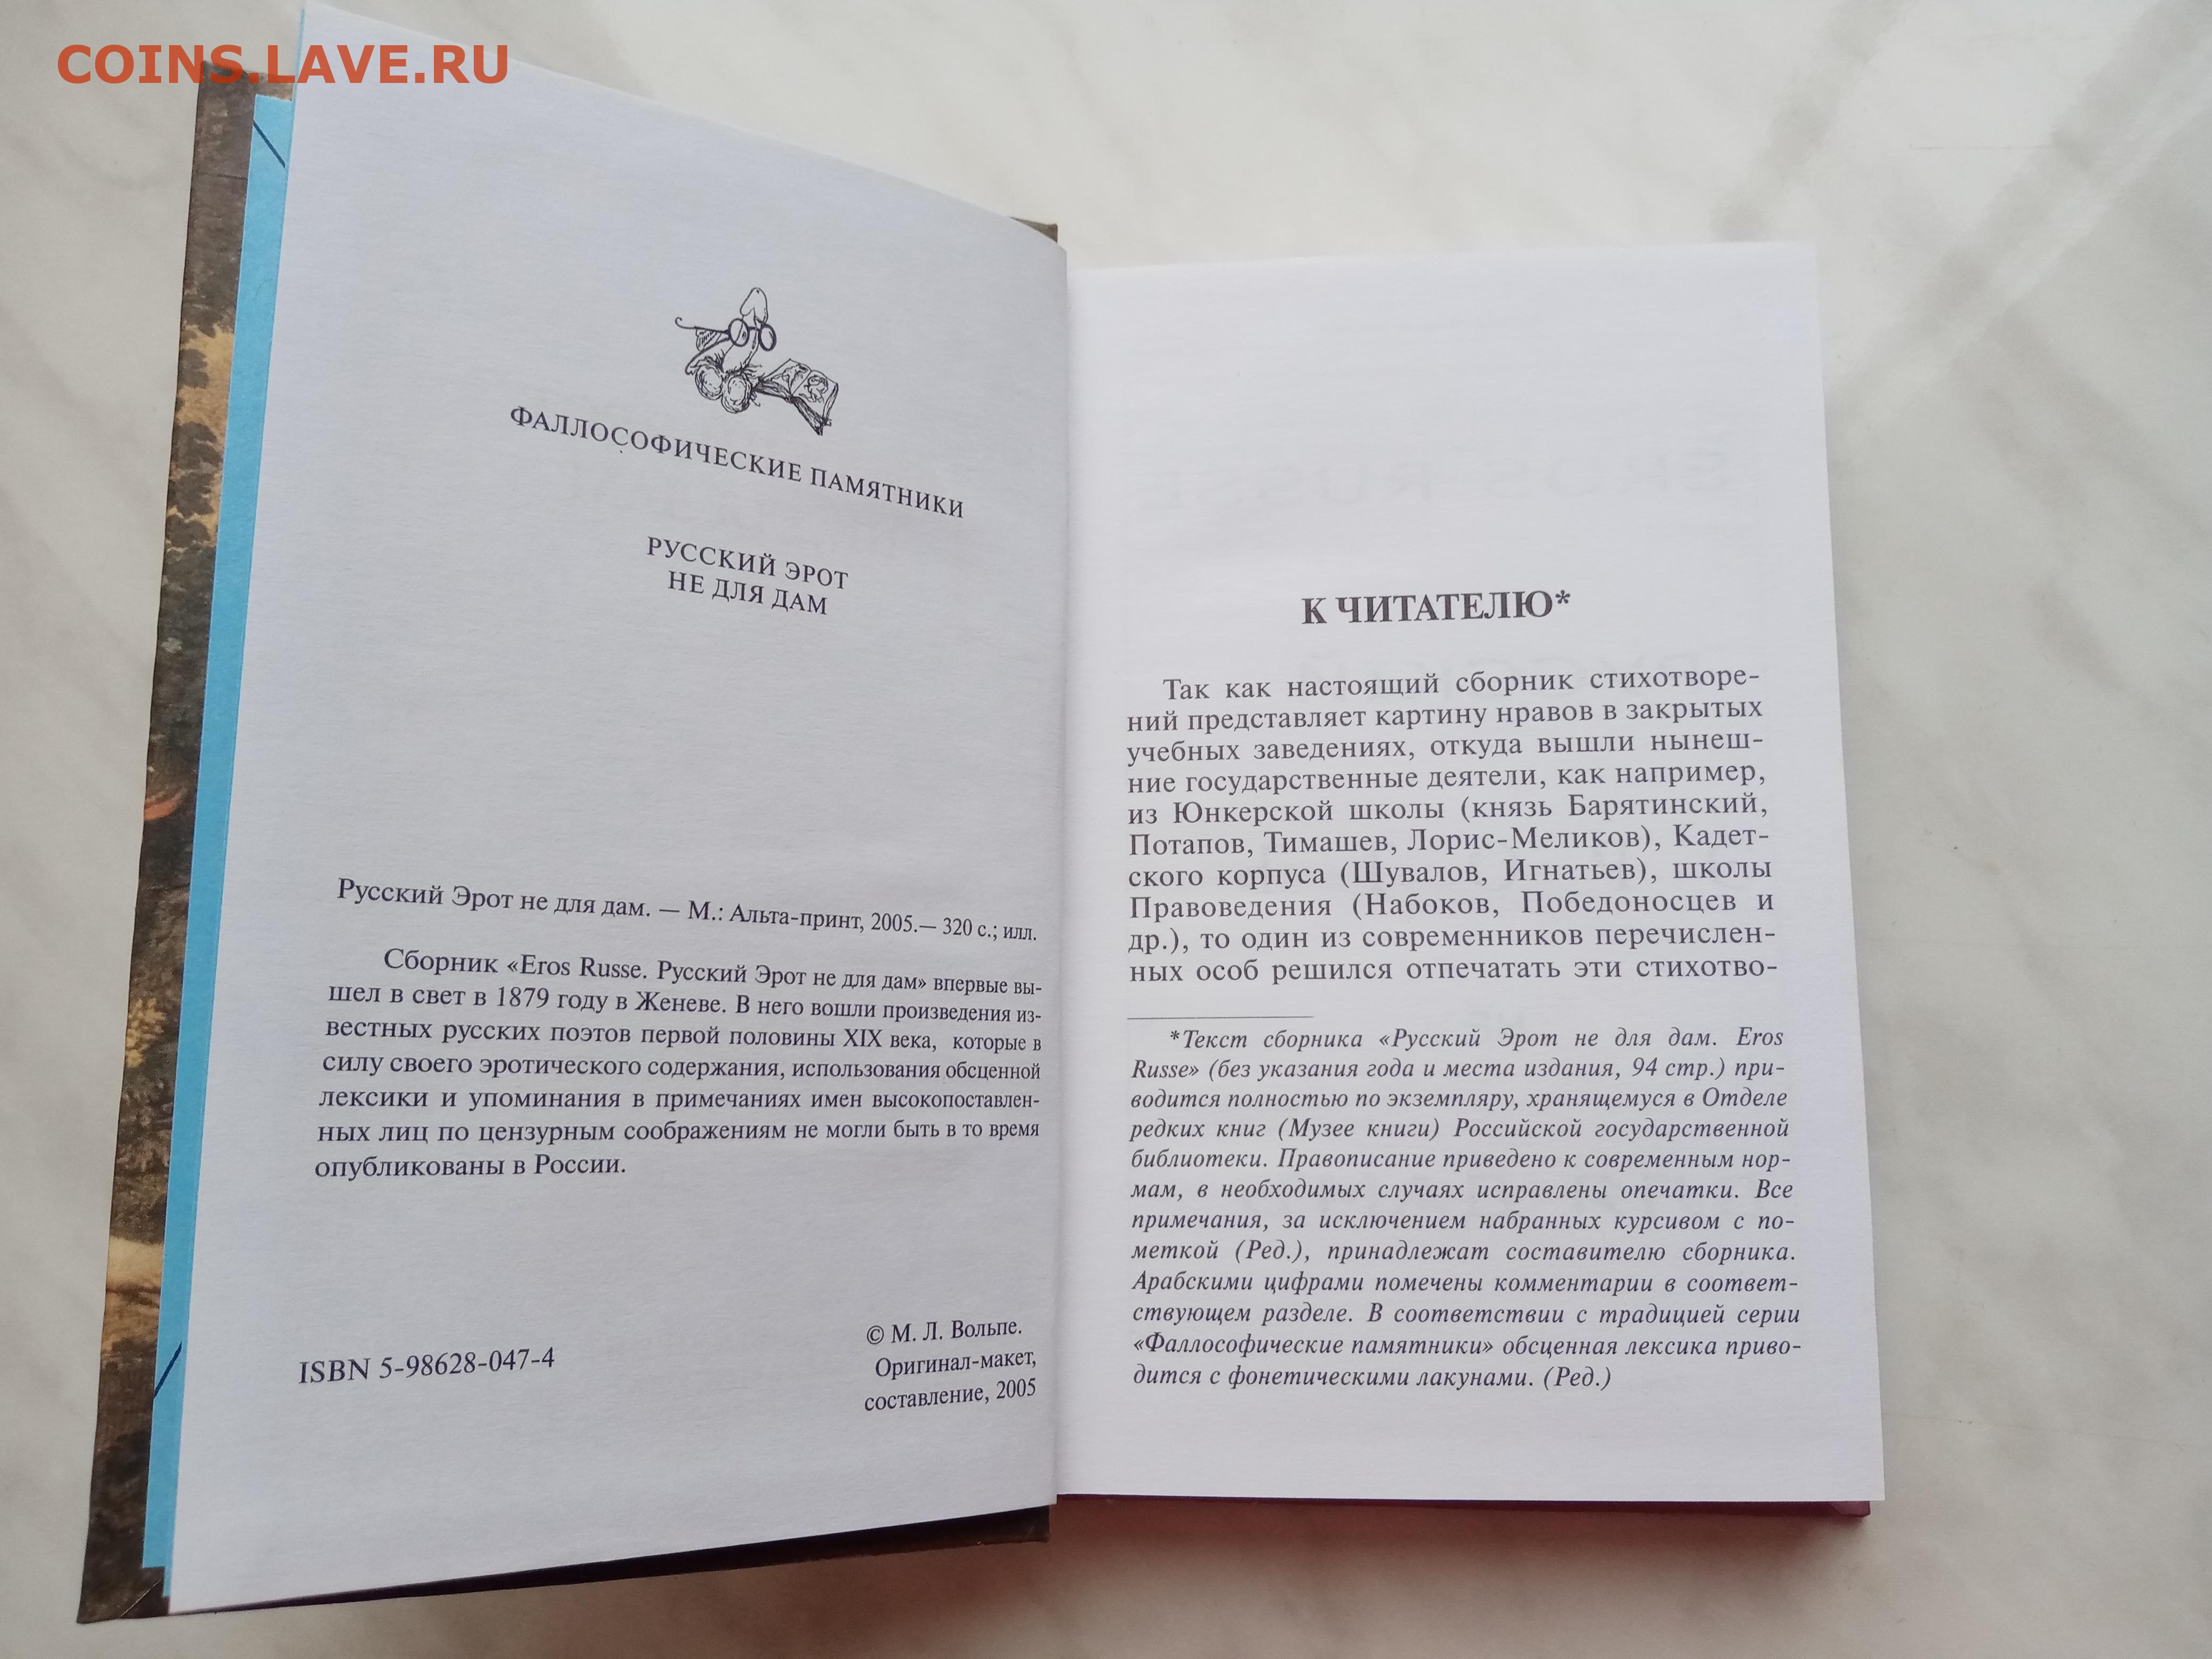 COINS.LAVE.RU
ФАЛЛОСОФИЧЕСКИЕ ПАМЯТНИКИ
РУССКИЙ ЭРОТ
НЕ ДЛЯ ДАМ
Русский Эрот не для дам. — М.: Альта-принт, 2005.— 320 с.; илл.
Сборник «Eros Russe. Русский Эрот не для дам» впервые вы-
шел в свет в 1879 году в Женеве. В него вошли произведения из-
вестных русских поэтов первой половины XIX века, которые в
силу своего эротического содержания, использования обсценной
лексики и упоминания в примечаниях имен высокопоставлен-
ных лиц по цензурным соображениям не могли быть в то время
опубликованы в России.
ISBN 5-98628-047-4
© М. Л. Вольпе.
Оригинал-макет,
составление, 2005
К ЧИТАТЕЛЮ*
Так как настоящий сборник стихотворе-
ний представляет картину нравов в закрытых
учебных заведениях, откуда вышли нынеш-
ние государственные деятели, как например,
из Юнкерской школы (князь Барятинский,
Потапов, Тимашев, Лорис-Меликов), Кадет-
ского корпуса (Шувалов, Игнатьев), школы
Правоведения (Набоков, Победоносцев и
др.), то один из современников перечислен-
ных особ решился отпечатать эти стихотво-
*Текст сборника «Русский Эрот не для дам. Eros
Russe» (без указания года и места издания, 94 стр.) при-
водится полностью по экземпляру, хранящемуся в Отделе
редких книг (Музее книги) Российской государственной
библиотеки. Правописание приведено к современным нор-
мам, в необходимых случаях исправлены опечатки. Все
примечания, за исключением набранных курсивом с по-
меткой (Ред.), принадлежат составителю сборника.
Арабскими цифрами помечены комментарии в соответ-
ствующем разделе. В соответствии с традицией серии
«Фаллософические памятники» обсценная лексика приво-
дится с фонетическими лакунами. (Ред.)